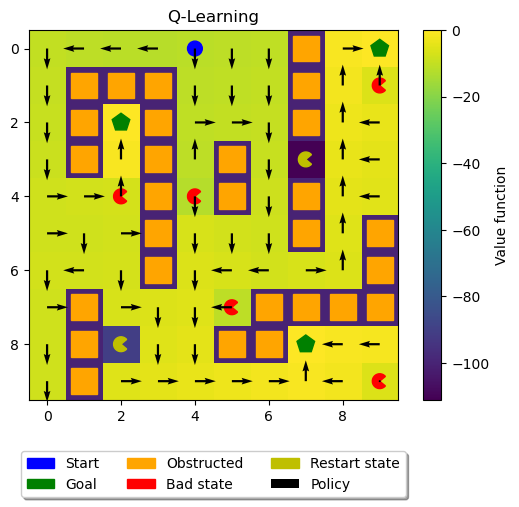 Q-Learning
0
2
4
6
8
0 2 4 6 8
0
−20
−40
−60
−80
−100
Value function
Start Obstructed Restart state
Goal Bad state Policy